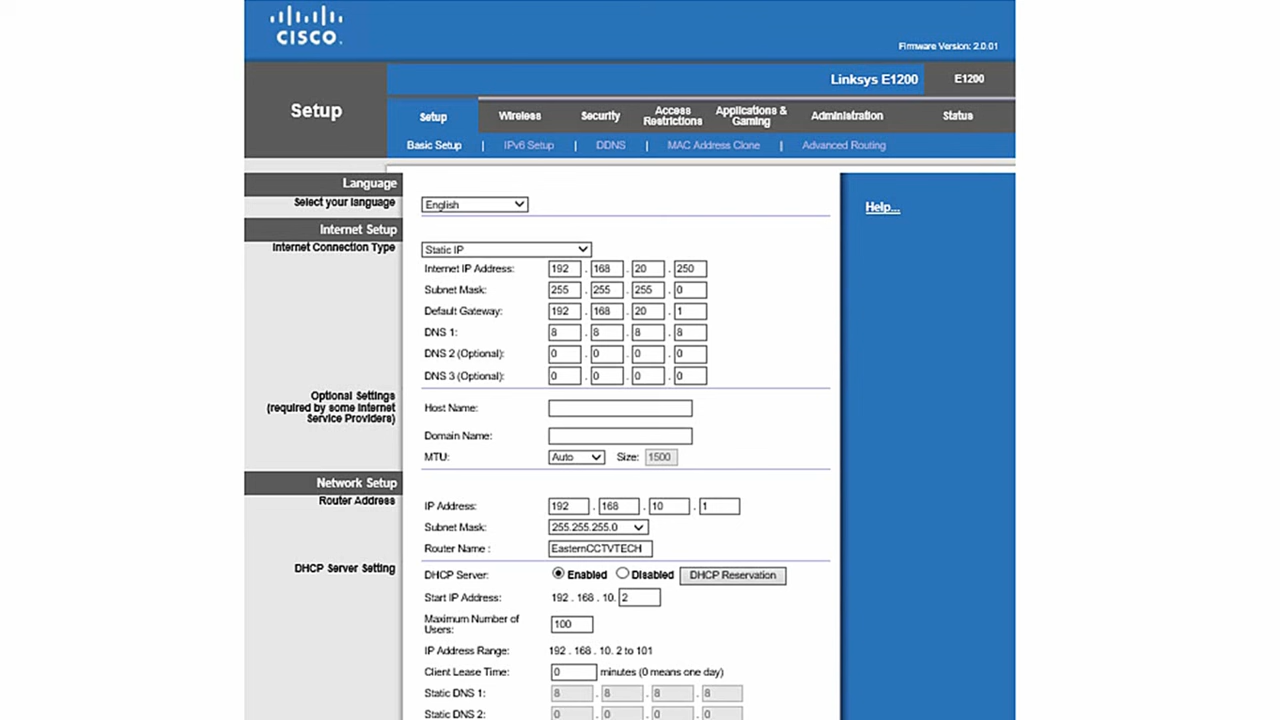 CISCO
Firmware Version: 2.0.01
Linksys E1200 E1200
Setup
Setup Wireless Security Access Restrictions Applications & Gaming Administration Status
Basic Setup | IPv6 Setup | DDNS | MAC Address Clone | Advanced Routing
Language
Select your language English
Help...
Internet Setup
Internet Connection Type Static IP
Internet IP Address: 192 . 168 . 20 . 250
Subnet Mask: 255 . 255 . 255 . 0
Default Gateway: 192 . 168 . 20 . 1
DNS 1: 8 . 8 . 8 . 8
DNS 2 (Optional): 0 . 0 . 0 . 0
DNS 3 (Optional): 0 . 0 . 0 . 0
Optional Settings
(required by some Internet
Service Providers)
Host Name:
Domain Name:
MTU: Auto Size: 1500
Network Setup
Router Address
IP Address: 192 . 168 . 10 . 1
Subnet Mask: 255.255.255.0
Router Name : EasternCCTVTECH
DHCP Server Setting
DHCP Server: Enabled Disabled DHCP Reservation
Start IP Address: 192 . 168 . 10. 2
Maximum Number of
Users: 100
IP Address Range: 192 . 168 . 10. 2 to 101
Client Lease Time: 0 minutes (0 means one day)
Static DNS 1: 8 . 8 . 8 . 8
Static DNS 2: 0 . 0 . 0 . 0